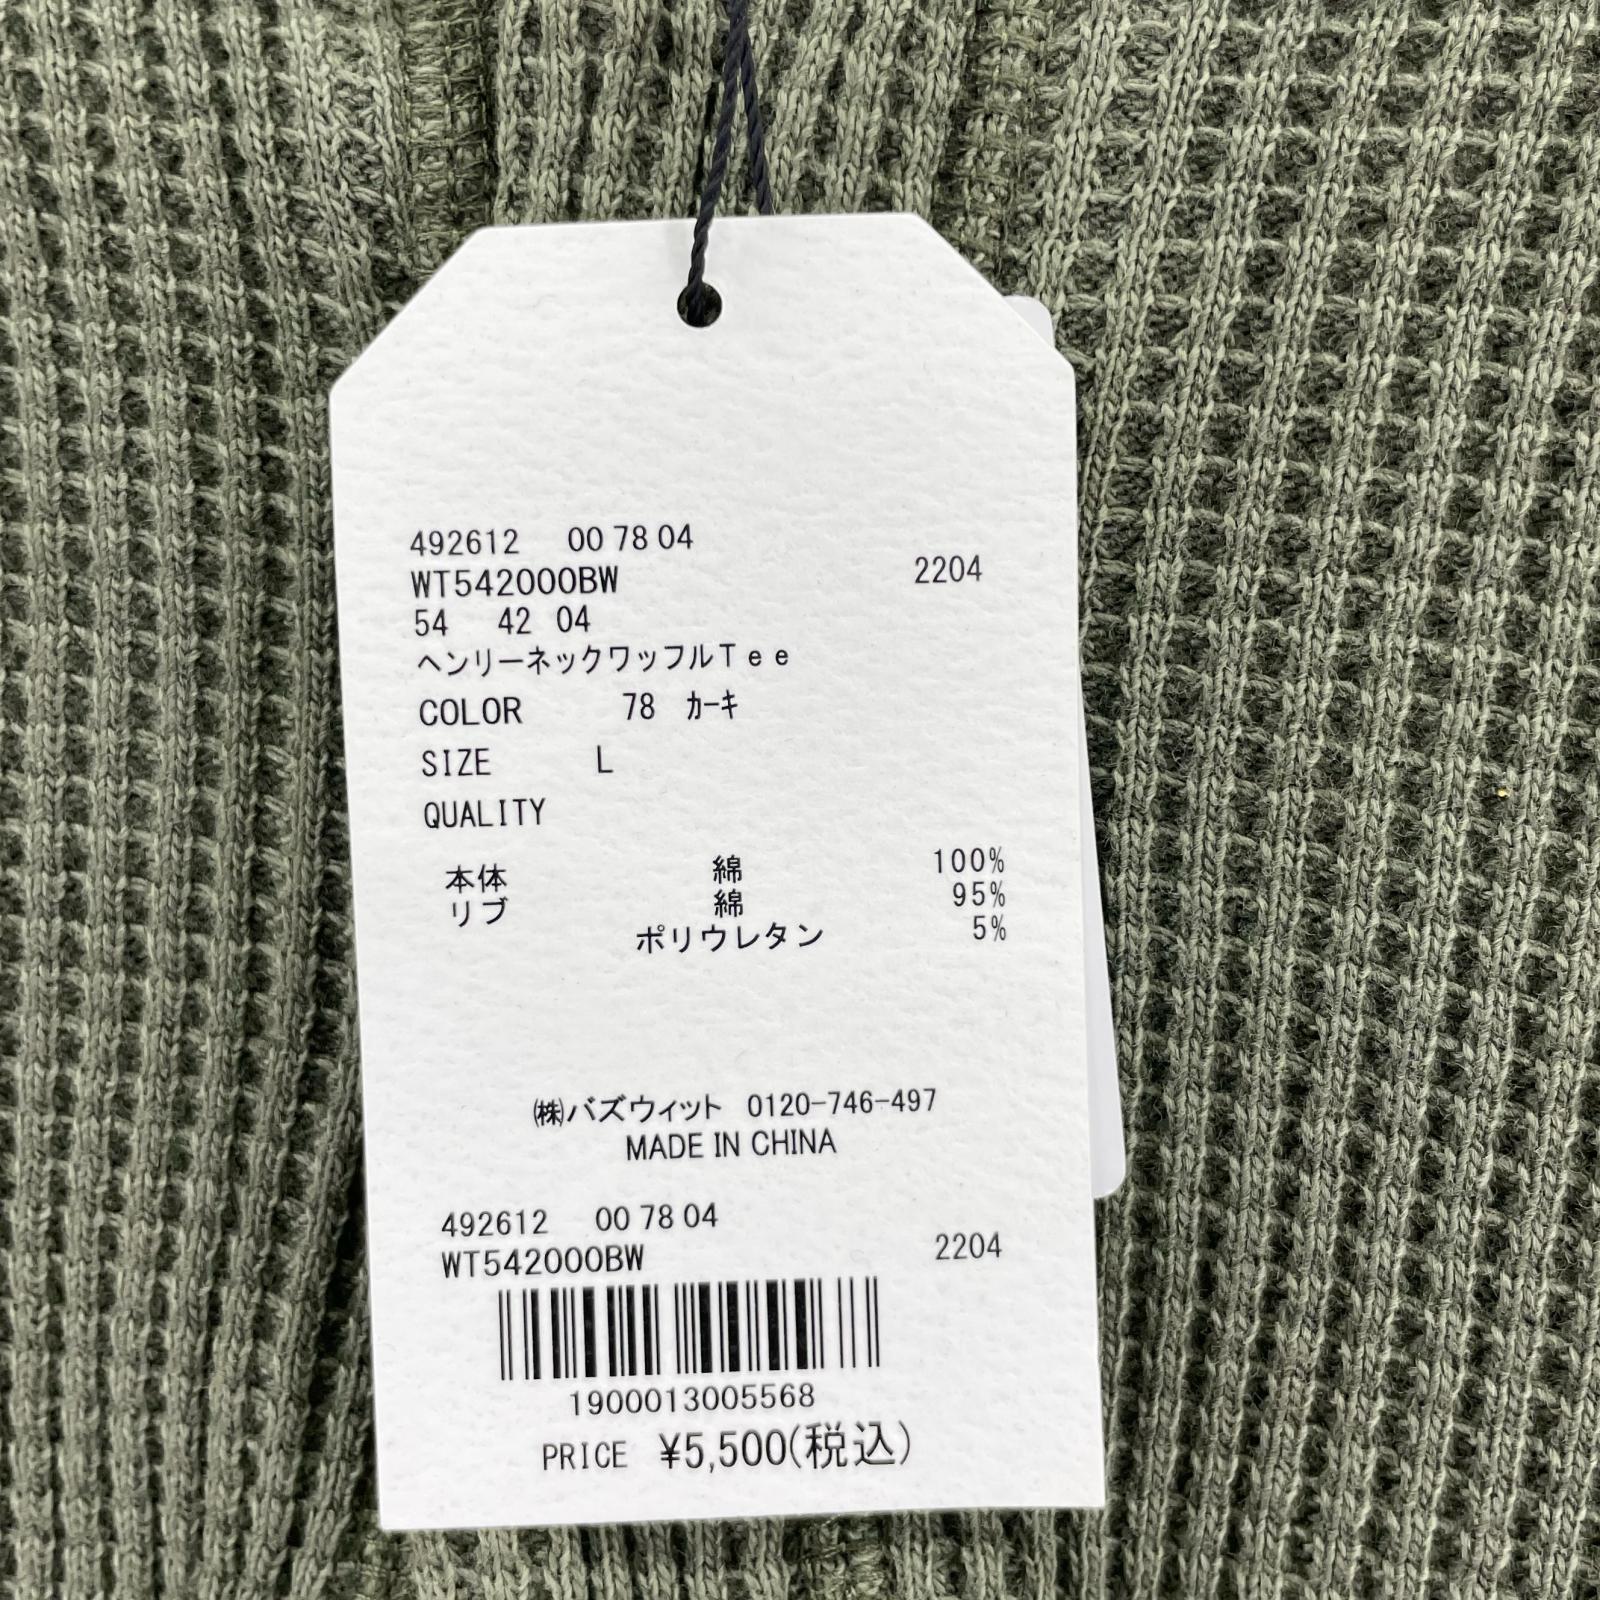 492612 00 78 04
WT542000BW 2204
54 42 04
ヘンリーネックワッフルTee
COLOR 78 カーキ
SIZE L
QUALITY
本体 綿 100%
リブ 綿 95%
ポリウレタン 5%
㈱バズウィット 0120-746-497
MADE IN CHINA
492612 00 78 04
WT542000BW 2204
1900013005568
PRICE ¥5,500(税込)